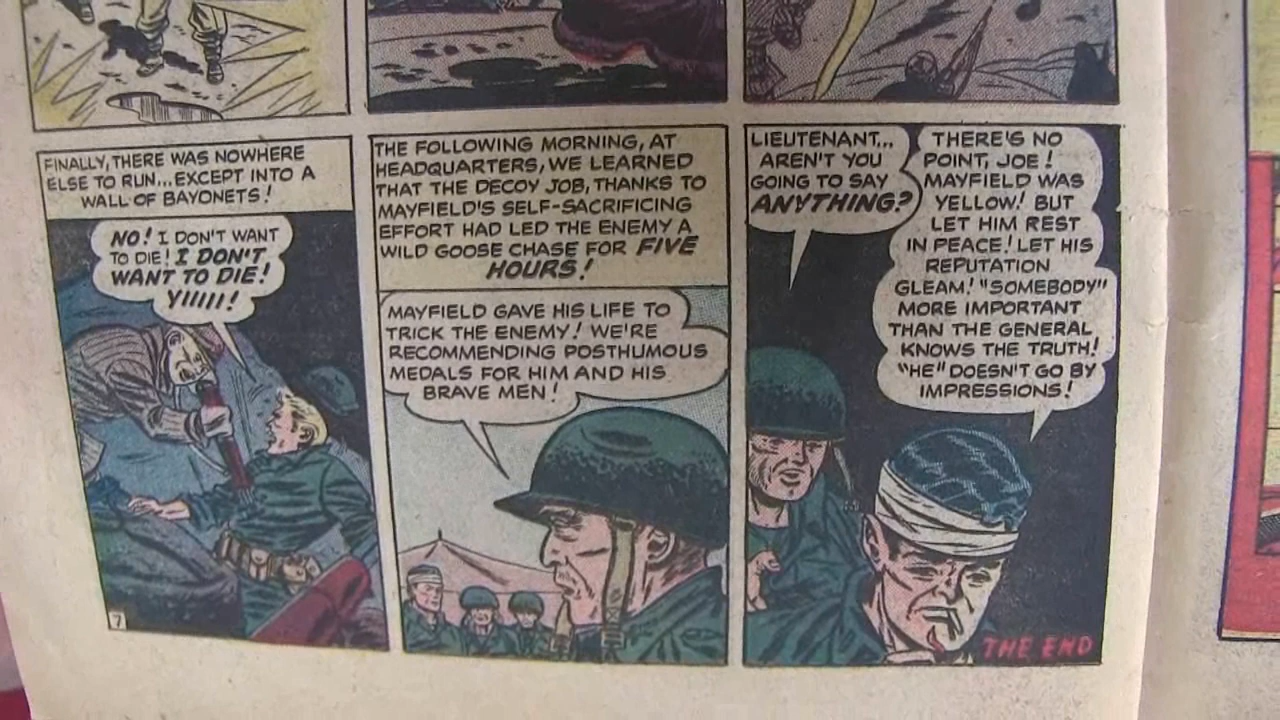 FINALLY, THERE WAS NOWHERE
ELSE TO RUN... EXCEPT INTO A
WALL OF BAYONETS!
NO! I DON'T WANT
TO DIE! I DON'T
WANT TO DIE!
YIIIII!
7
THE FOLLOWING MORNING, AT
HEADQUARTERS, WE LEARNED
THAT THE DECOY JOB, THANKS TO
MAYFIELD'S SELF-SACRIFICING
EFFORT HAD LED THE ENEMY A
WILD GOOSE CHASE FOR FIVE
HOURS!
MAYFIELD GAVE HIS LIFE TO
TRICK THE ENEMY! WE'RE
RECOMMENDING POSTHUMOUS
MEDALS FOR HIM AND HIS
BRAVE MEN!
LIEUTENANT...
AREN'T YOU
GOING TO SAY
ANYTHING?
THERE'S NO
POINT, JOE!
MAYFIELD WAS
YELLOW! BUT
LET HIM REST
IN PEACE! LET HIS
REPUTATION
GLEAM! "SOMEBODY"
MORE IMPORTANT
THAN THE GENERAL
KNOWS THE TRUTH!
"HE" DOESN'T GO BY
IMPRESSIONS!
THE END